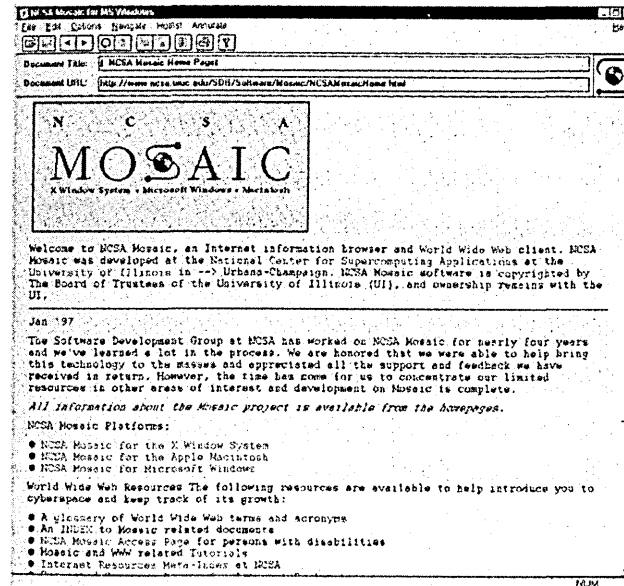 NCSA Mosaic for MS Windows
File Edit Options Navigate Hotlist Annotate
Document Title: NCSA Mosaic Home Page
Document URL: http://www.ncsa.uiuc.edu/SDG/Software/Mosaic/NCSAMosaicHome.html
N C S A
MOSAIC
X Window System • Microsoft Windows • Macintosh
Welcome to NCSA Mosaic, an Internet information browser and World Wide Web client. NCSA
Mosaic was developed at the National Center for Supercomputing Applications at the
University of Illinois in --> Urbana-Champaign. NCSA Mosaic software is copyrighted by
The Board of Trustees of the University of Illinois (UI), and ownership remains with the
UI.
Jan '97
The Software Development Group at NCSA has worked on NCSA Mosaic for nearly four years
and we've learned a lot in the process. We are honored that we were able to help bring
this technology to the masses and appreciated all the support and feedback we have
received in return. However, the time has come for us to concentrate our limited
resources in other areas of interest and development on Mosaic is complete.
All information about the Mosaic project is available from the homepages.
NCSA Mosaic Platforms:
● NCSA Mosaic for the X Window System
● NCSA Mosaic for the Apple Macintosh
● NCSA Mosaic for Microsoft Windows
World Wide Web Resources The following resources are available to help introduce you to
cyberspace and keep track of its growth:
● A glossary of World Wide Web terms and acronyms
● An INDEX to Mosaic related documents
● NCSA Mosaic Access Page for persons with disabilities
● Mosaic and WWW related Tutorials
● Internet Resources Meta-Index at NCSA
NUM